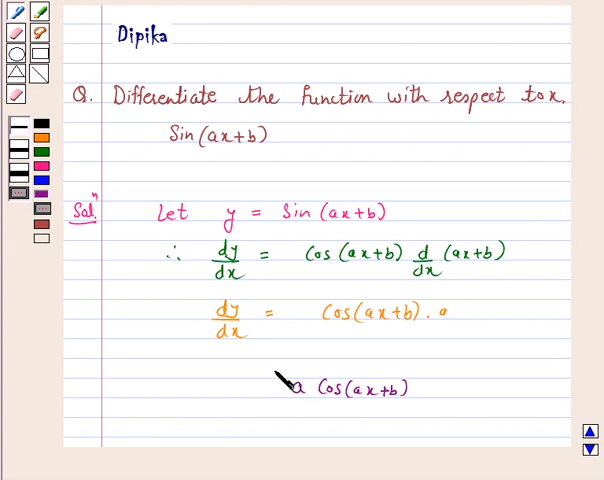 Dipika
Q. Differentiate the function with respect to x.
Sin(ax+b)
Solⁿ Let y = Sin(ax+b)
∴ dy/dx = Cos(ax+b) d/dx (ax+b)
dy/dx = Cos(ax+b) . a
a Cos(ax+b)